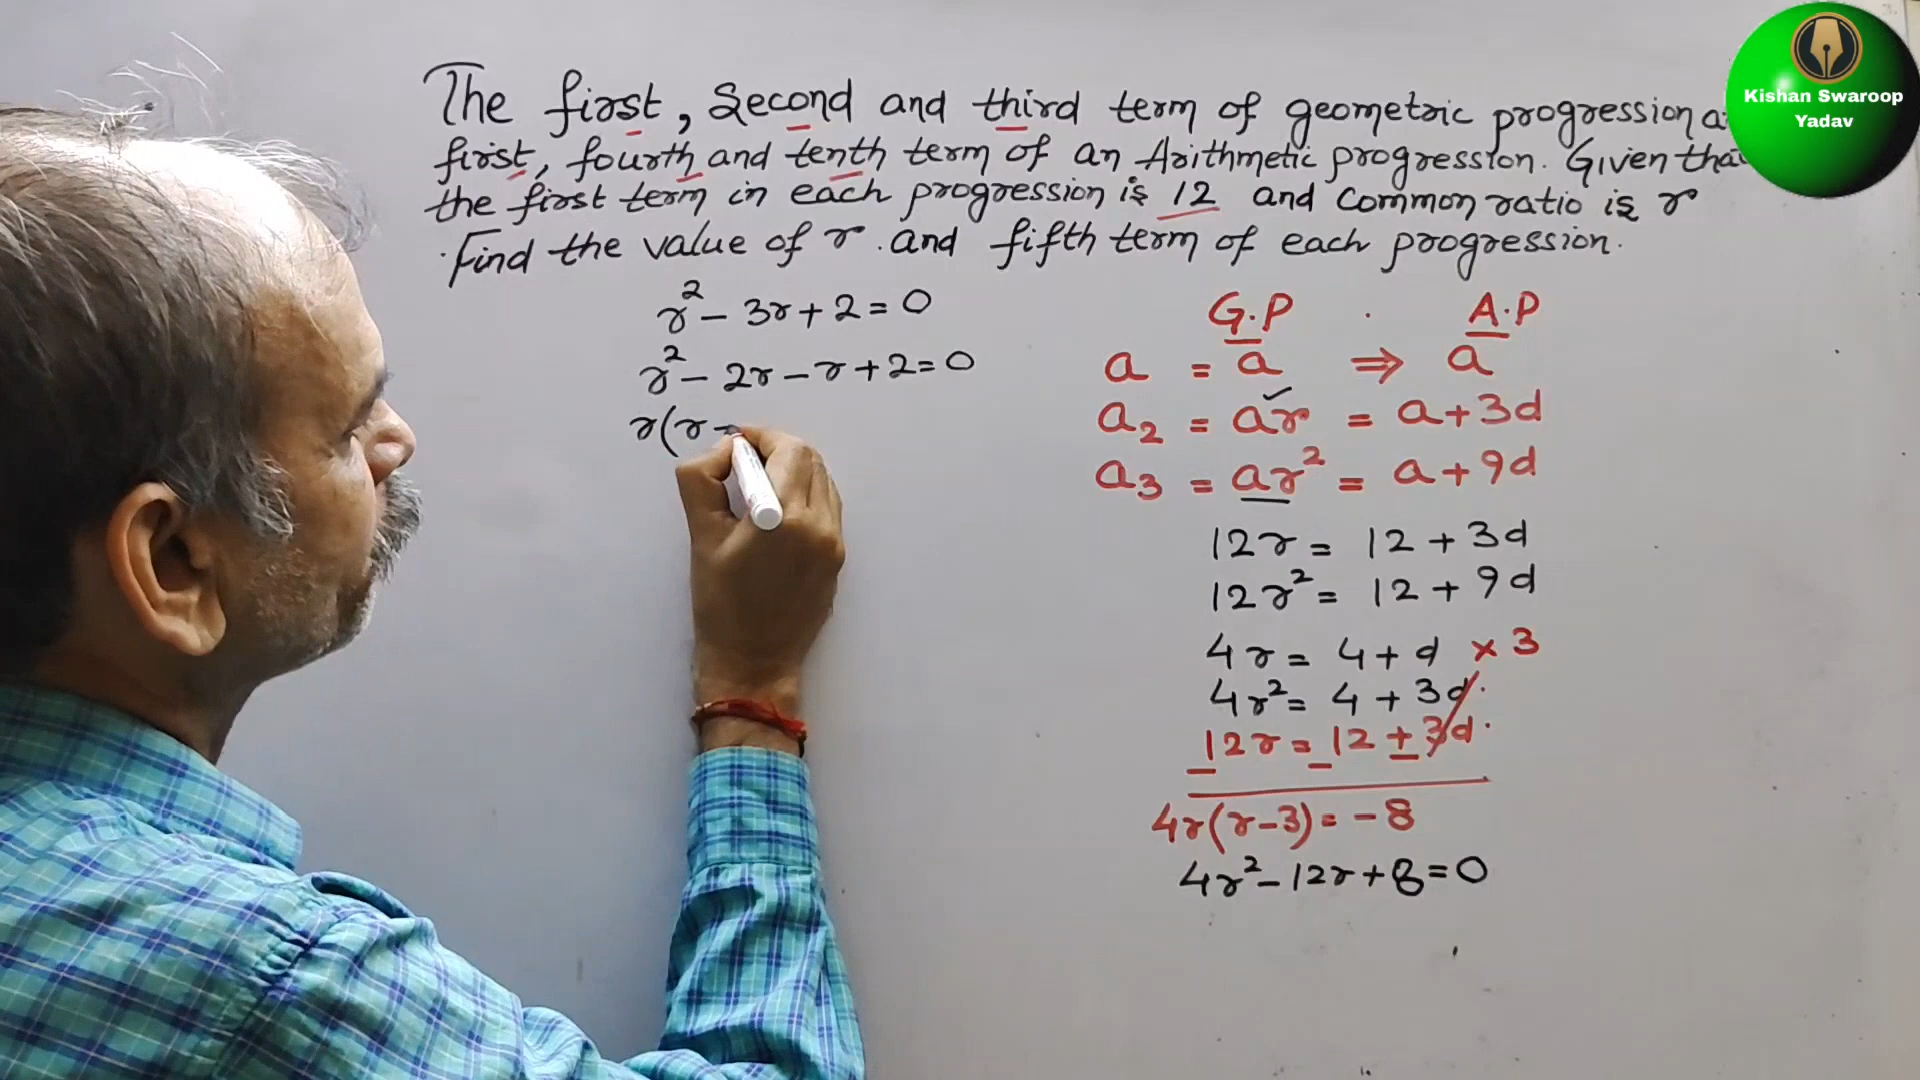 The first, second and third term of geometric progression a
first, fourth and tenth term of an Arithmetic progression. Given tha
the first term in each progression is 12 and common ratio is r
Find the value of r. and fifth term of each progression.
r² - 3r + 2 = 0
r² - 2r - r + 2 = 0
r(r -
G.P . A.P
a = a ⇒ a
a₂ = ar ✓ = a + 3d
a₃ = ar² = a + 9d
12r = 12 + 3d
12r² = 12 + 9d
4r = 4 + d × 3
4r² = 4 + 3d.
12r = 12 ± 3d.
4r(r-3) = -8
4r² - 12r + 8 = 0
Kishan Swaroop
Yadav